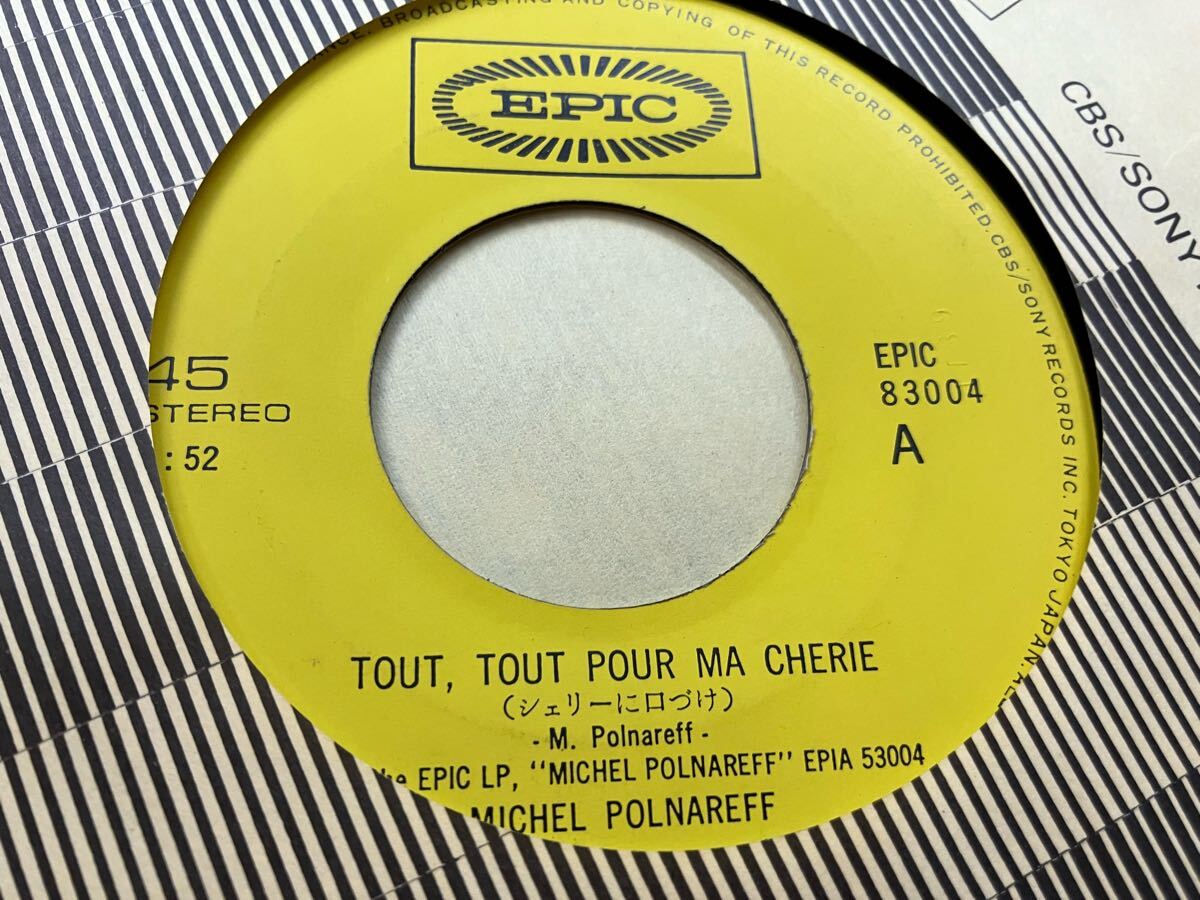 BROADCASTING AND COPYING OF THIS RECORD PROHIBITED. CBS/SONY RECORDS INC. TOKYO JAPAN.
EPIC
CBS/SONY
45
STEREO
: 52
EPIC
83004
A
TOUT, TOUT POUR MA CHERIE
(シェリーに口づけ)
- M. Polnareff -
EPIC LP, "MICHEL POLNAREFF" EPIA 53004
MICHEL POLNAREFF